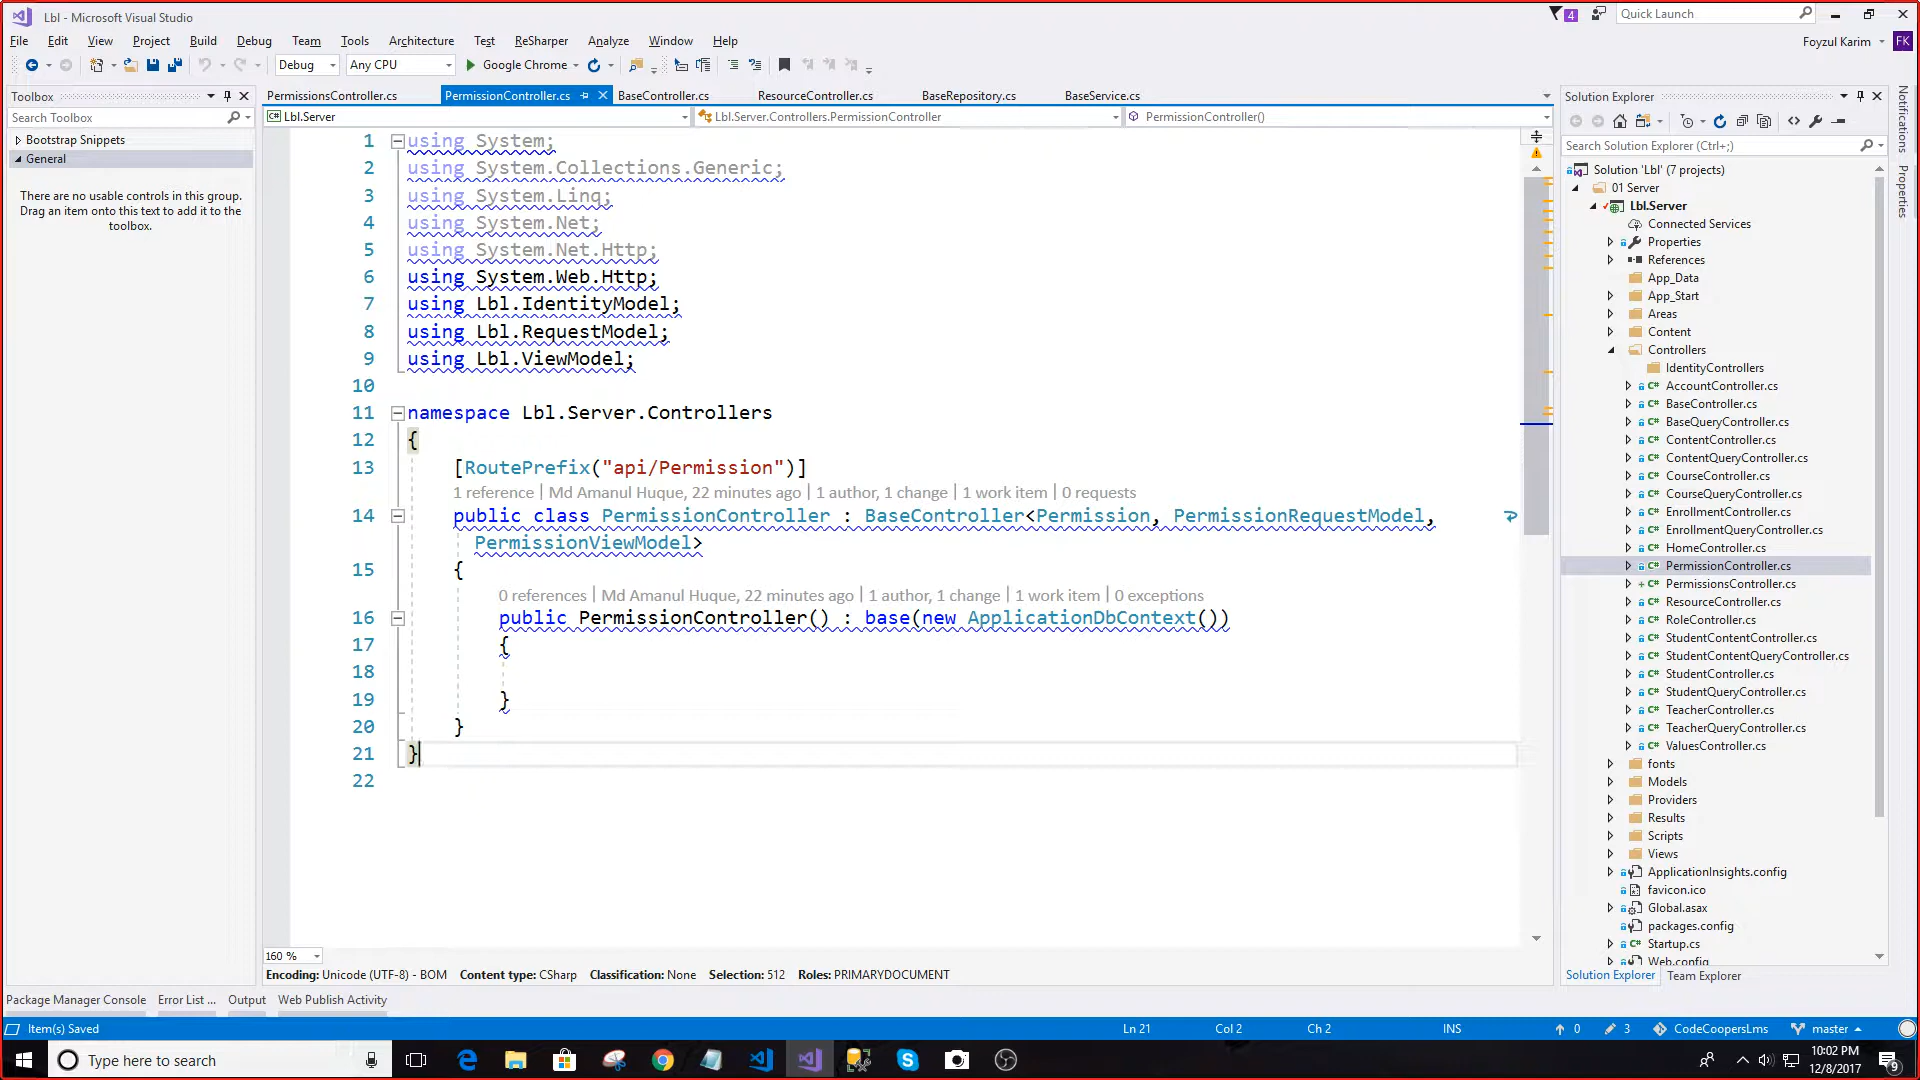 Lbl - Microsoft Visual Studio
4
Quick Launch
File Edit View Project Build Debug Team Tools Test ReSharper Analyze Architecture Window Help
Foyzul Karim
FK
Debug
Any CPU
Google Chrome
Toolbox
Search Toolbox
Bootstrap Snippets
General
There are no usable controls in this group.
Drag an item onto this text to add it to the
toolbox.
PermissionsController.cs
PermissionController.cs
BaseController.cs
ResourceController.cs
BaseRepository.cs
BaseService.cs
Lbl.Server
Lbl.Server.Controllers.PermissionController
PermissionController()
1 using System;
2 using System.Collections.Generic;
3 using System.Linq;
4 using System.Net;
5 using System.Net.Http;
6 using System.Web.Http;
7 using Lbl.IdentityModel;
8 using Lbl.RequestModel;
9 using Lbl.ViewModel;
10
11 namespace Lbl.Server.Controllers
12 {
13 [RoutePrefix("api/Permission")]
1 reference | Md Amanul Huque, 22 minutes ago | 1 author, 1 change | 1 work item | 0 requests
14 public class PermissionController : BaseController<Permission, PermissionRequestModel,
PermissionViewModel>
15 {
0 references | Md Amanul Huque, 22 minutes ago | 1 author, 1 change | 1 work item | 0 exceptions
16 public PermissionController() : base(new ApplicationDbContext())
17 {
18
19 }
20 }
21 }
22
160 %
Encoding: Unicode (UTF-8) - BOM Content type: CSharp Classification: None Selection: 512 Roles: PRIMARYDOCUMENT
Solution Explorer
Search Solution Explorer (Ctrl+;)
Solution 'Lbl' (7 projects)
01 Server
Lbl.Server
Connected Services
Properties
References
App_Data
App_Start
Areas
Content
Controllers
IdentityControllers
AccountController.cs
BaseController.cs
BaseQueryController.cs
ContentController.cs
ContentQueryController.cs
CourseController.cs
CourseQueryController.cs
EnrollmentController.cs
EnrollmentQueryController.cs
HomeController.cs
PermissionController.cs
PermissionsController.cs
ResourceController.cs
RoleController.cs
StudentContentController.cs
StudentContentQueryController.cs
StudentController.cs
StudentQueryController.cs
TeacherController.cs
TeacherQueryController.cs
ValuesController.cs
fonts
Models
Providers
Results
Scripts
Views
ApplicationInsights.config
favicon.ico
Global.asax
packages.config
Startup.cs
Web.config
Solution Explorer Team Explorer
Notifications
Properties
Package Manager Console Error List ... Output Web Publish Activity
Item(s) Saved
Ln 21 Col 2 Ch 2 INS
0
3
CodeCoopersLms
master
Type here to search
10:02 PM
12/8/2017
9